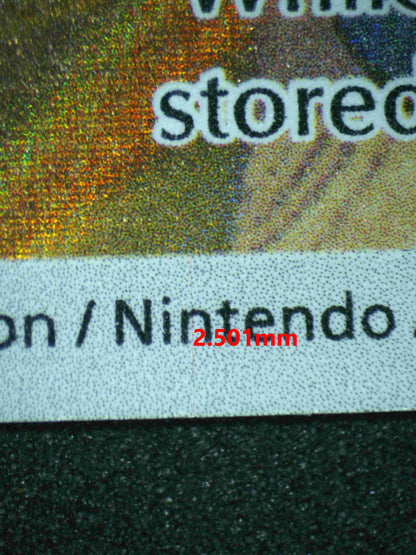 stored
on / Nintendo
2.501mm